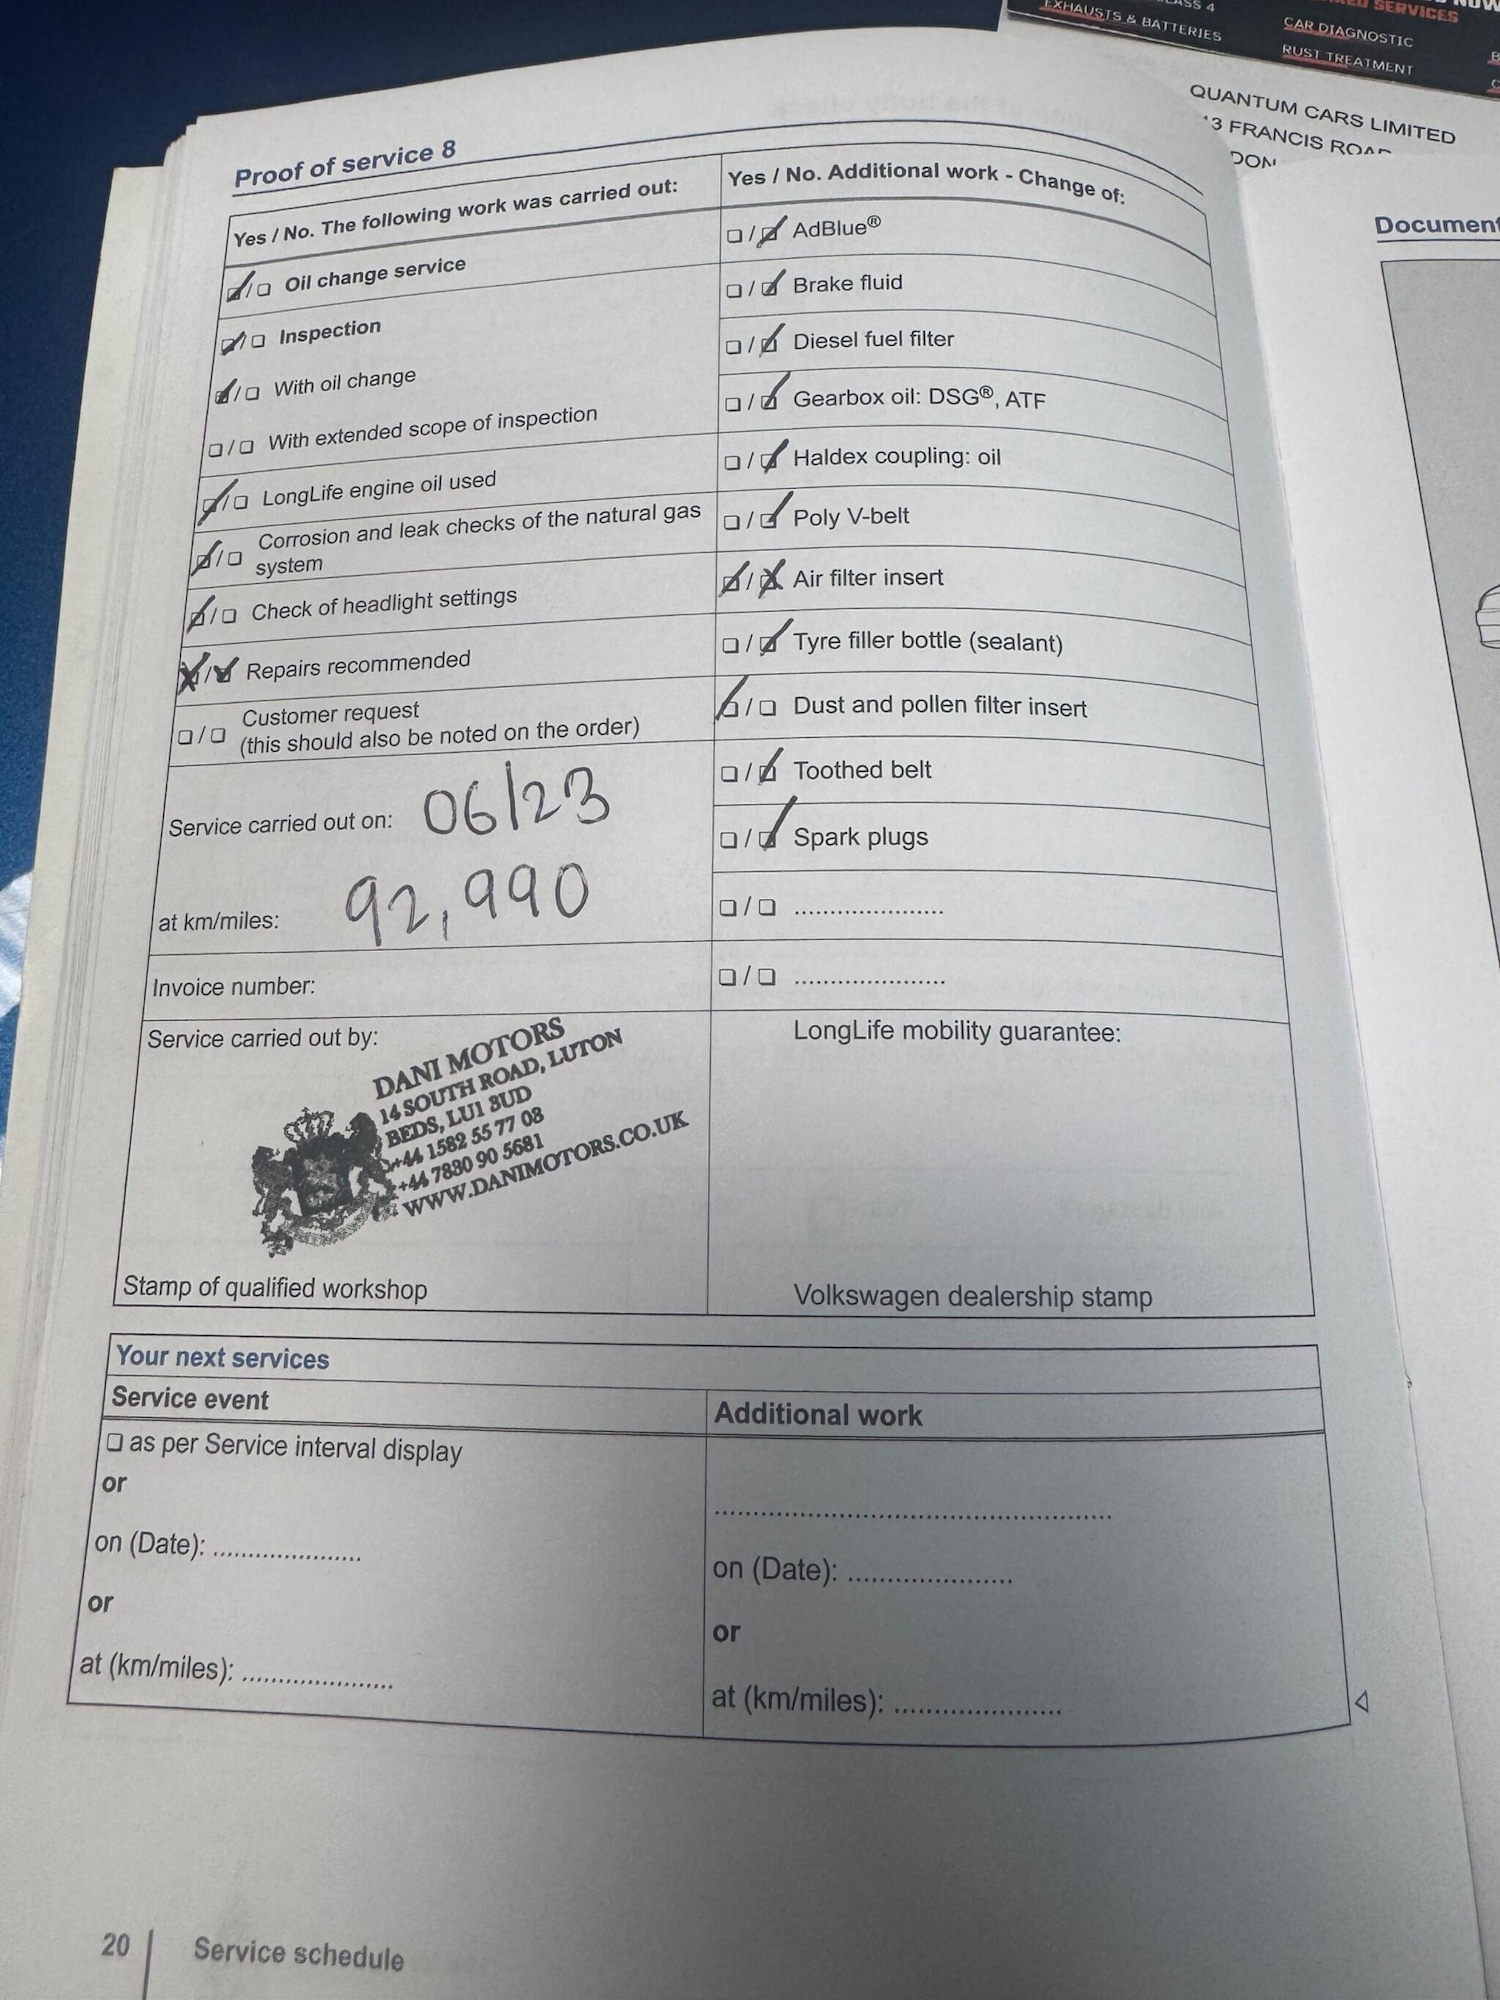 EXHAUSTS & BATTERIES
CAR DIAGNOSTIC
RUST TREATMENT
QUANTUM CARS LIMITED
13 FRANCIS
Document
Proof of service 8
Yes / No. The following work was carried out:
☑/☐ Oil change service
☑/☐ Inspection
☑/☐ With oil change
☐/☐ With extended scope of inspection
☑/☐ LongLife engine oil used
☑/☐ Corrosion and leak checks of the natural gas
system
☑/☐ Check of headlight settings
☒/☑ Repairs recommended
☐/☐ Customer request
(this should also be noted on the order)
Service carried out on: 06/23
at km/miles: 92,990
Invoice number:
Service carried out by:
DANI MOTORS
14 SOUTH ROAD, LUTON
BEDS, LU1 3UD
+44 1582 55 77 08
+44 7880 90 5681
WWW.DANIMOTORS.CO.UK
Stamp of qualified workshop
Yes / No. Additional work - Change of:
☐/☑ AdBlue®
☐/☑ Brake fluid
☐/☑ Diesel fuel filter
☐/☑ Gearbox oil: DSG®, ATF
☐/☑ Haldex coupling: oil
☐/☑ Poly V-belt
☑/☒ Air filter insert
☐/☑ Tyre filler bottle (sealant)
☑/☐ Dust and pollen filter insert
☐/☑ Toothed belt
☐/☑ Spark plugs
☐/☐ ......................
☐/☐ ......................
LongLife mobility guarantee:
Volkswagen dealership stamp
Your next services
Service event
☐ as per Service interval display
or
on (Date): ......................
or
at (km/miles): ......................
Additional work
............................................................
on (Date): ......................
or
at (km/miles): ......................
20 | Service schedule